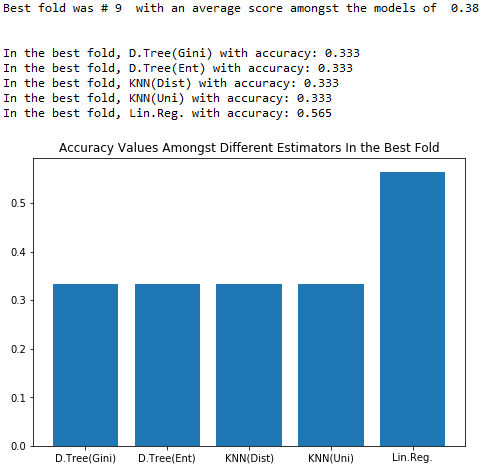 Best fold was # 9  with an average score amongst the models of  0.38
In the best fold, D.Tree(Gini) with accuracy: 0.333
In the best fold, D.Tree(Ent) with accuracy: 0.333
In the best fold, KNN(Dist) with accuracy: 0.333
In the best fold, KNN(Uni) with accuracy: 0.333
In the best fold, Lin.Reg. with accuracy: 0.565
Accuracy Values Amongst Different Estimators In the Best Fold
0.5
0.4
0.3
0.2
0.1
0.0
D.Tree(Gini) D.Tree(Ent) KNN(Dist) KNN(Uni) Lin.Reg.